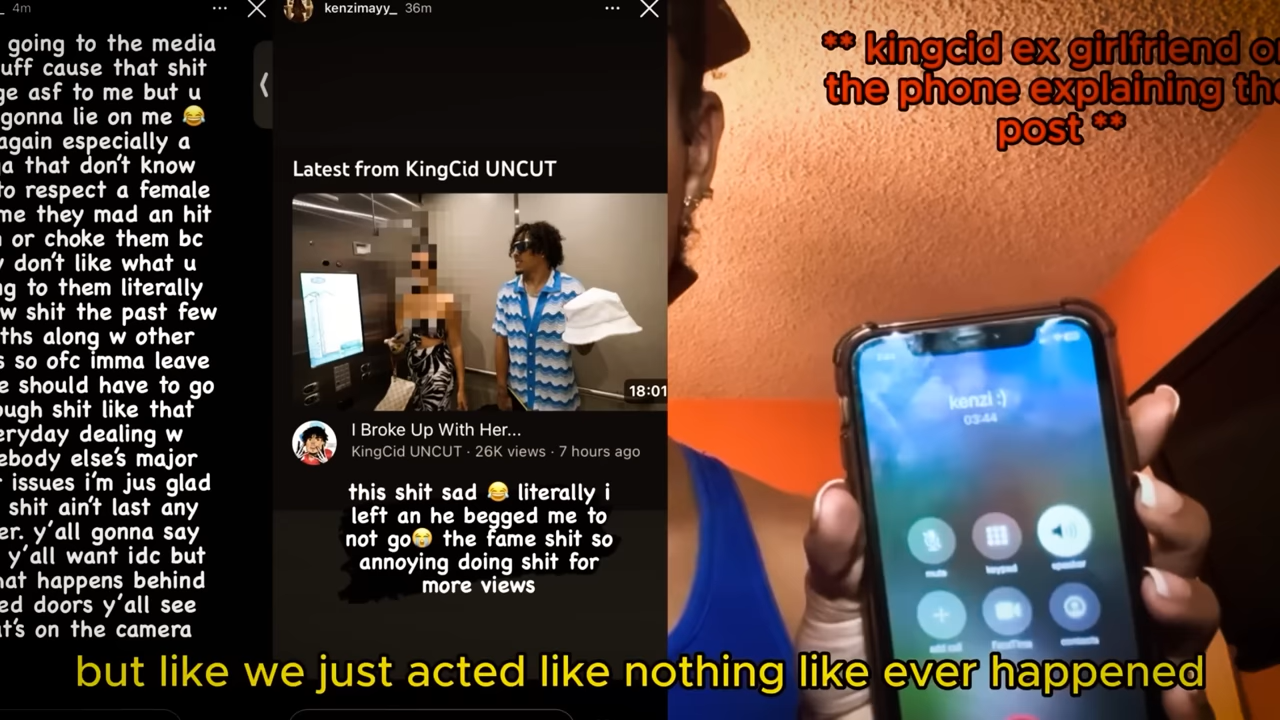 4m
going to the media
uff cause that shit
ge asf to me but u
gonna lie on me 😂
again especially a
a that don't know
to respect a female
me they mad an hit
or choke them bc
don't like what u
g to them literally
w shit the past few
ths along w other
s so ofc imma leave
e should have to go
ough shit like that
eryday dealing w
ebody else's major
issues i'm jus glad
shit ain't last any
er. y'all gonna say
y'all want idc but
hat happens behind
ed doors y'all see
t's on the camera
kenzimayy_ 36m
Latest from KingCid UNCUT
18:01
I Broke Up With Her...
KingCid UNCUT · 26K views · 7 hours ago
this shit sad 😂 literally i
left an he begged me to
not go😭 the fame shit so
annoying doing shit for
more views
** kingcid ex girlfriend o
the phone explaining the
post **
kenzi :)
03:44
mute
keypad
speaker
add call
FaceTime
contacts
but like we just acted like nothing like ever happened